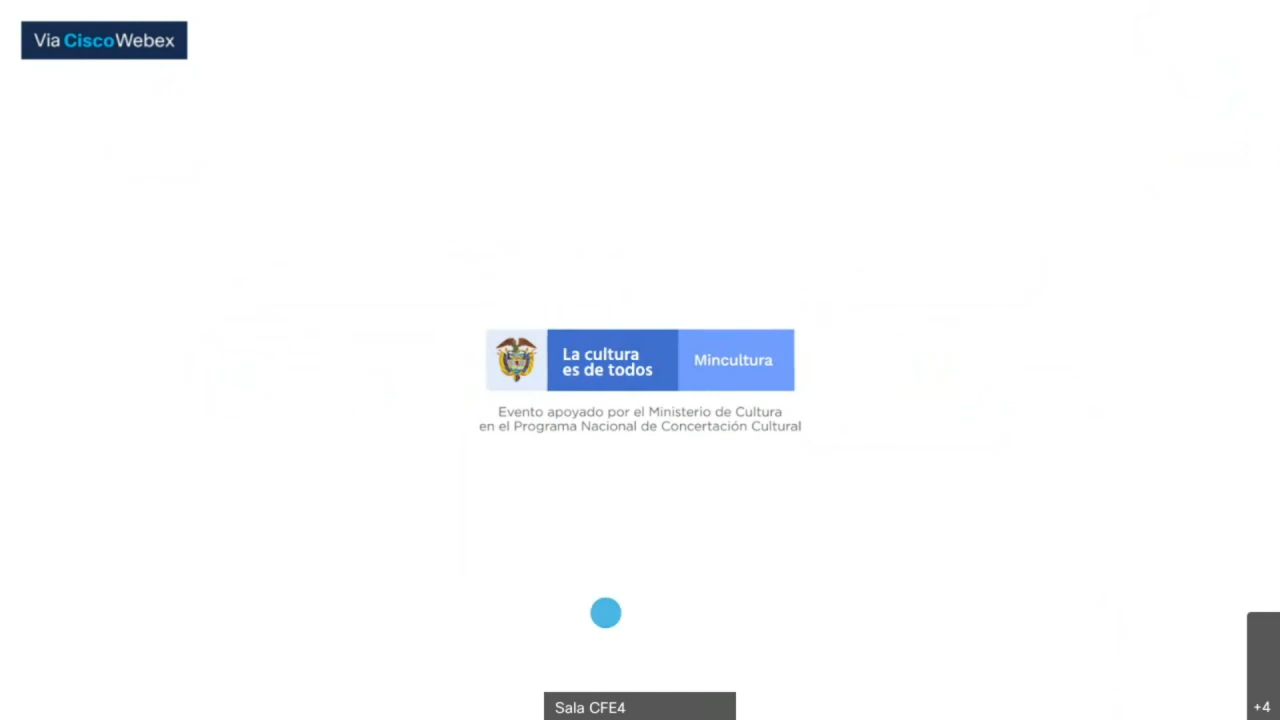 Vía CiscoWebex
La cultura
es de todos
Mincultura
Evento apoyado por el Ministerio de Cultura
en el Programa Nacional de Concertación Cultural
Sala CFE4
+4